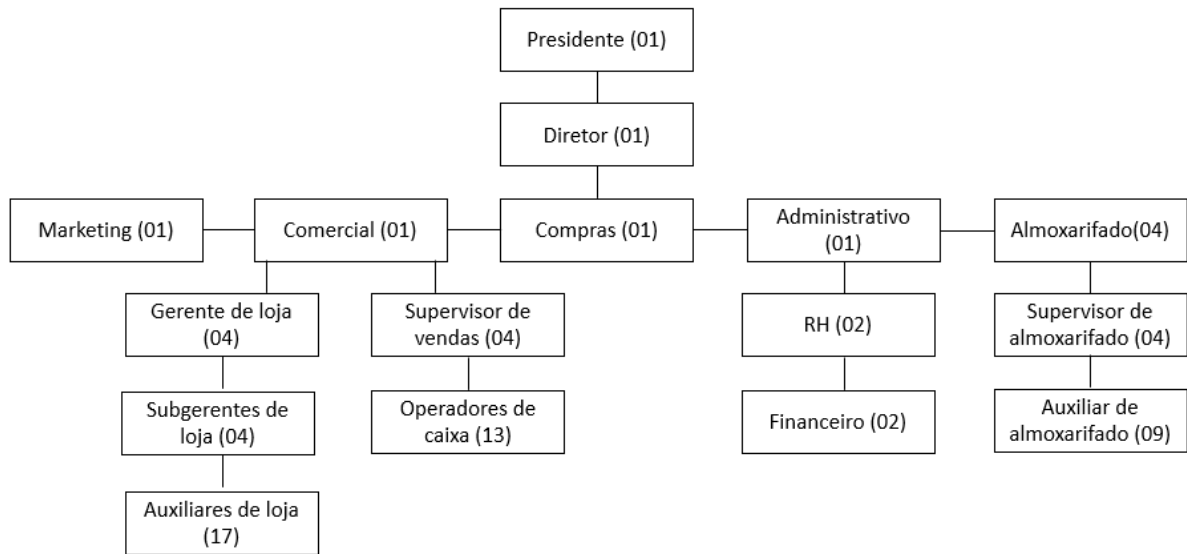 Presidente (01)
Diretor (01)
Marketing (01)
Comercial (01)
Compras (01)
Administrativo
(01)
Almoxarifado(04)
Gerente de loja
(04)
Supervisor de
vendas (04)
RH (02)
Supervisor de
almoxarifado (04)
Subgerentes de
loja (04)
Operadores de
caixa (13)
Financeiro (02)
Auxiliar de
almoxarifado (09)
Auxiliares de loja
(17)